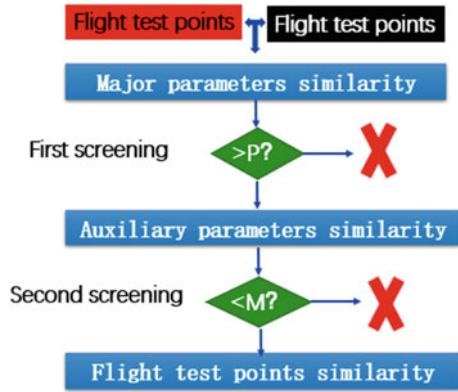 Flight test points Flight test points
Major parameters similarity
First screening >P?
Auxiliary parameters similarity
Second screening <M?
Flight test points similarity